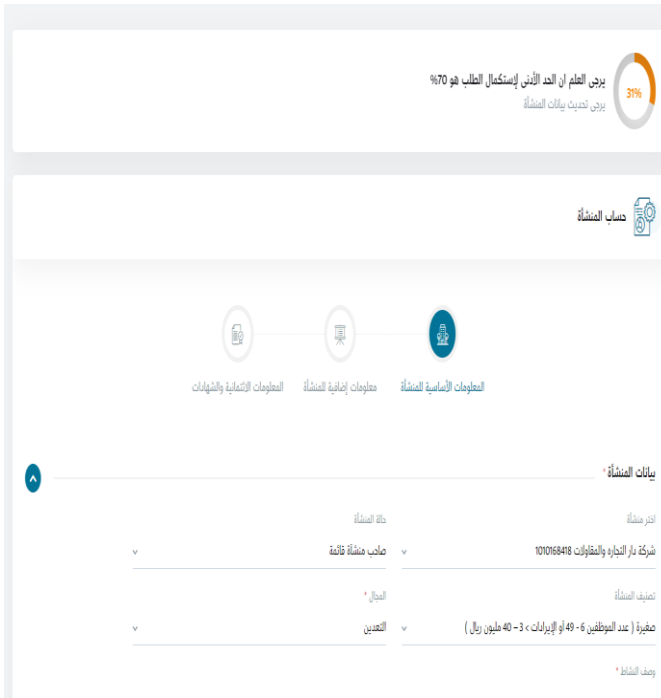 يرجى العلم ان الحد الأدنى لإستكمال الطلب هو 70%
31%
يرجى تحديث بيانات المنشأة
حساب المنشأة
المعلومات الأساسية للمنشأة معلومات إضافية للمنشأة المعلومات الائتمانية والشهادات
بيانات المنشأة *
اختر منشأة حالة المنشأة
شركة دار التجاره والمقاولات 1010168418 صاحب منشأة قائمة
تصنيف المنشأة المجال *
صغيرة ( عدد الموظفين 6 - 49 أو الإيرادات > 3 – 40 مليون ريال ) التعدين
وصف النشاط *